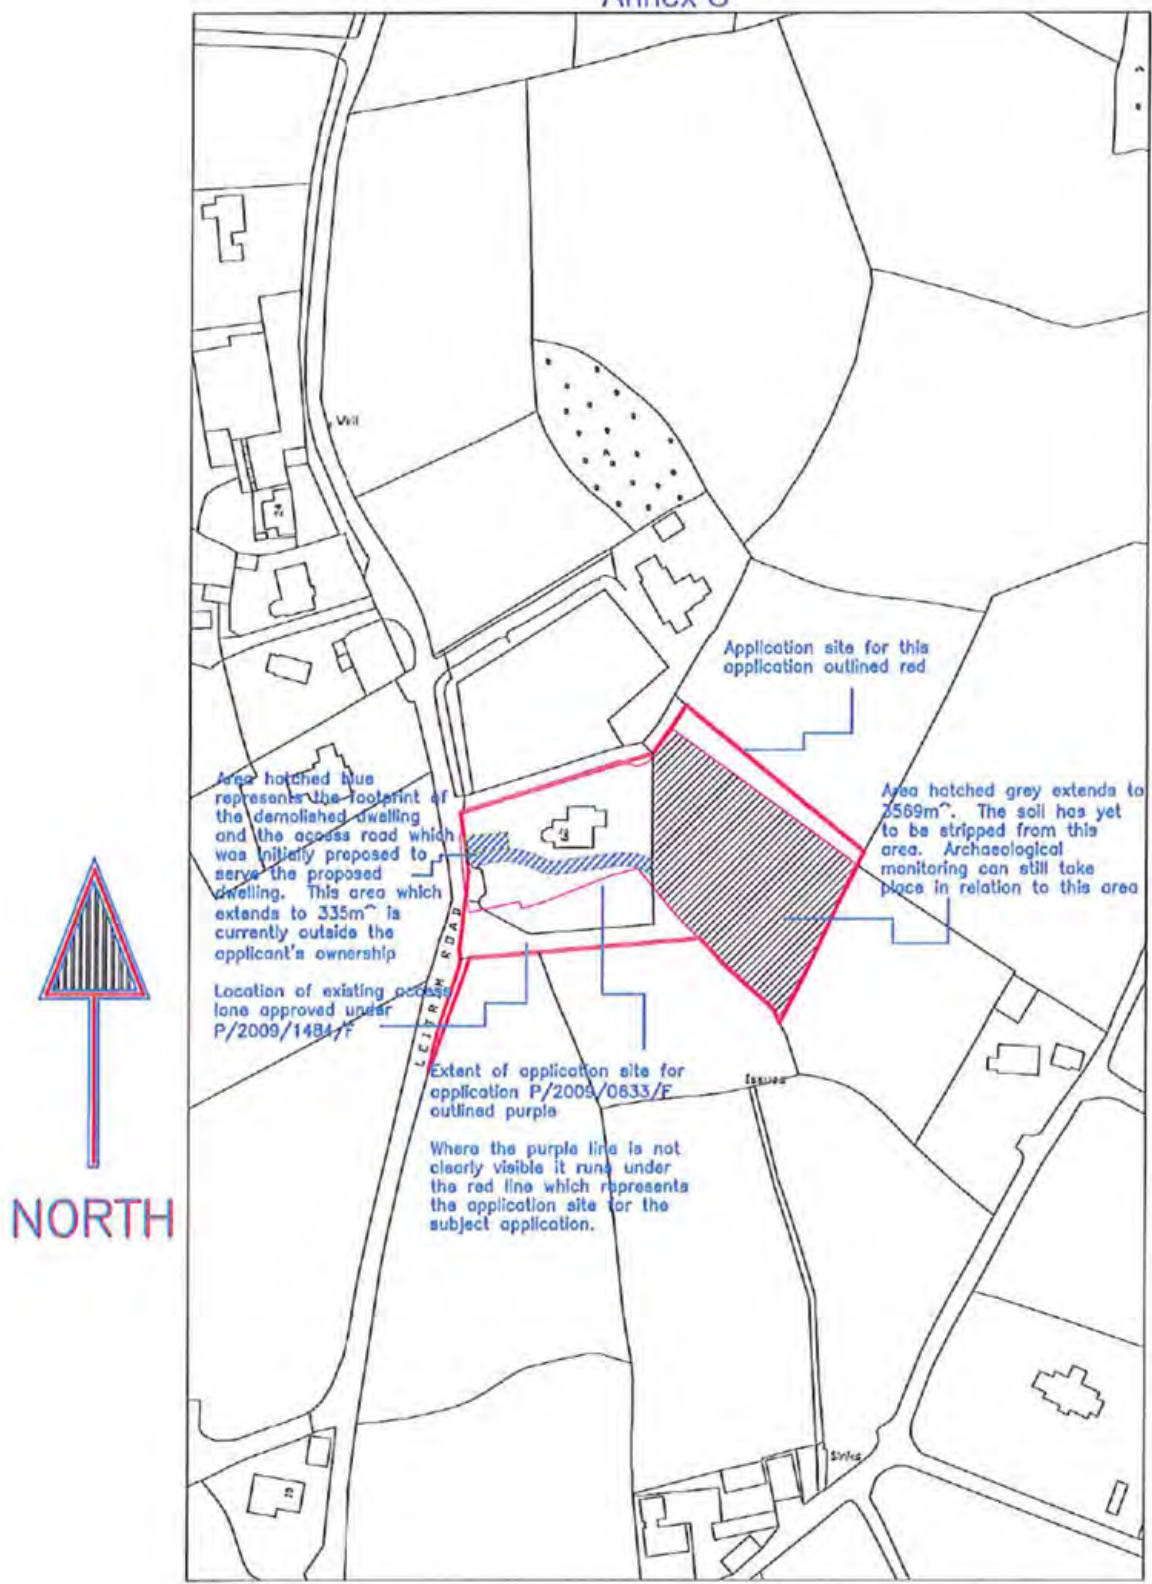 Well
24
Application site for this
application outlined red
Area hatched blue
represents the footprint of
the demolished dwelling
and the access road which
was initially proposed to
serve the proposed
dwelling. This area which
extends to 335m^ is
currently outside the
applicant's ownership
Area hatched grey extends to
3569m^. The soil has yet
to be stripped from this
area. Archaeological
monitoring can still take
place in relation to this area
Location of existing access
lane approved under
P/2009/1484/F
LEITRIM ROAD
Extent of application site for
application P/2009/0833/F
outlined purple
Issues
Where the purple line is not
clearly visible it runs under
the red line which represents
the application site for the
subject application.
NORTH
Sinks